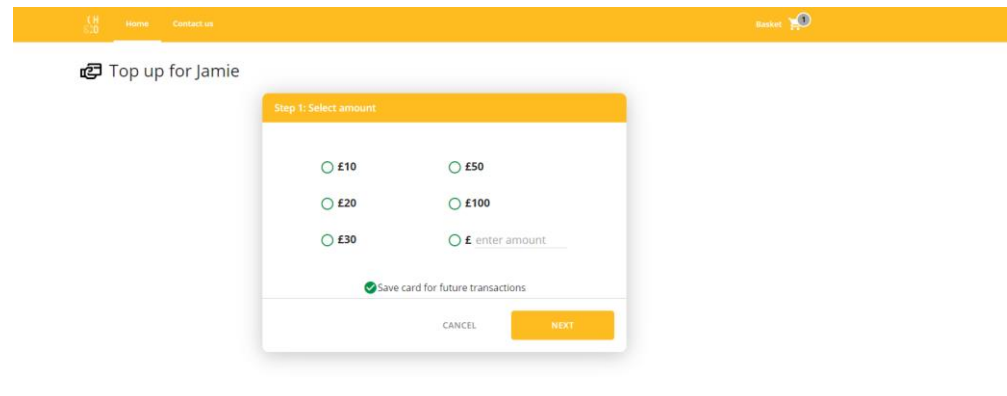 Home Contact us Basket 1
Top up for Jamie
Step 1: Select amount
£10 £50
£20 £100
£30 £ enter amount
Save card for future transactions
CANCEL NEXT